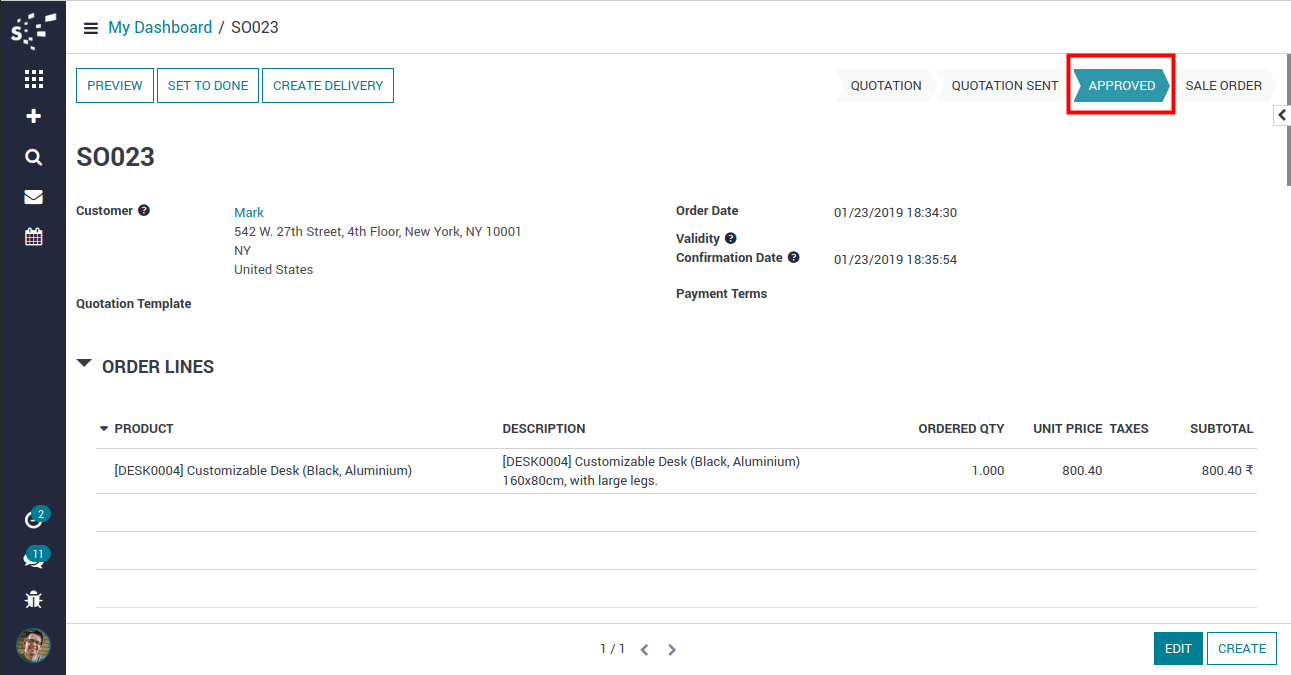 S
My Dashboard / SO023
PREVIEW SET TO DONE CREATE DELIVERY
QUOTATION QUOTATION SENT APPROVED SALE ORDER
SO023
Customer ?
Mark
542 W. 27th Street, 4th Floor, New York, NY 10001
NY
United States
Quotation Template
Order Date 01/23/2019 18:34:30
Validity ?
Confirmation Date ? 01/23/2019 18:35:54
Payment Terms
ORDER LINES
PRODUCT DESCRIPTION ORDERED QTY UNIT PRICE TAXES SUBTOTAL
[DESK0004] Customizable Desk (Black, Aluminium) [DESK0004] Customizable Desk (Black, Aluminium) 1.000 800.40 800.40 ₹
160x80cm, with large legs.
2
11
1 / 1
EDIT CREATE